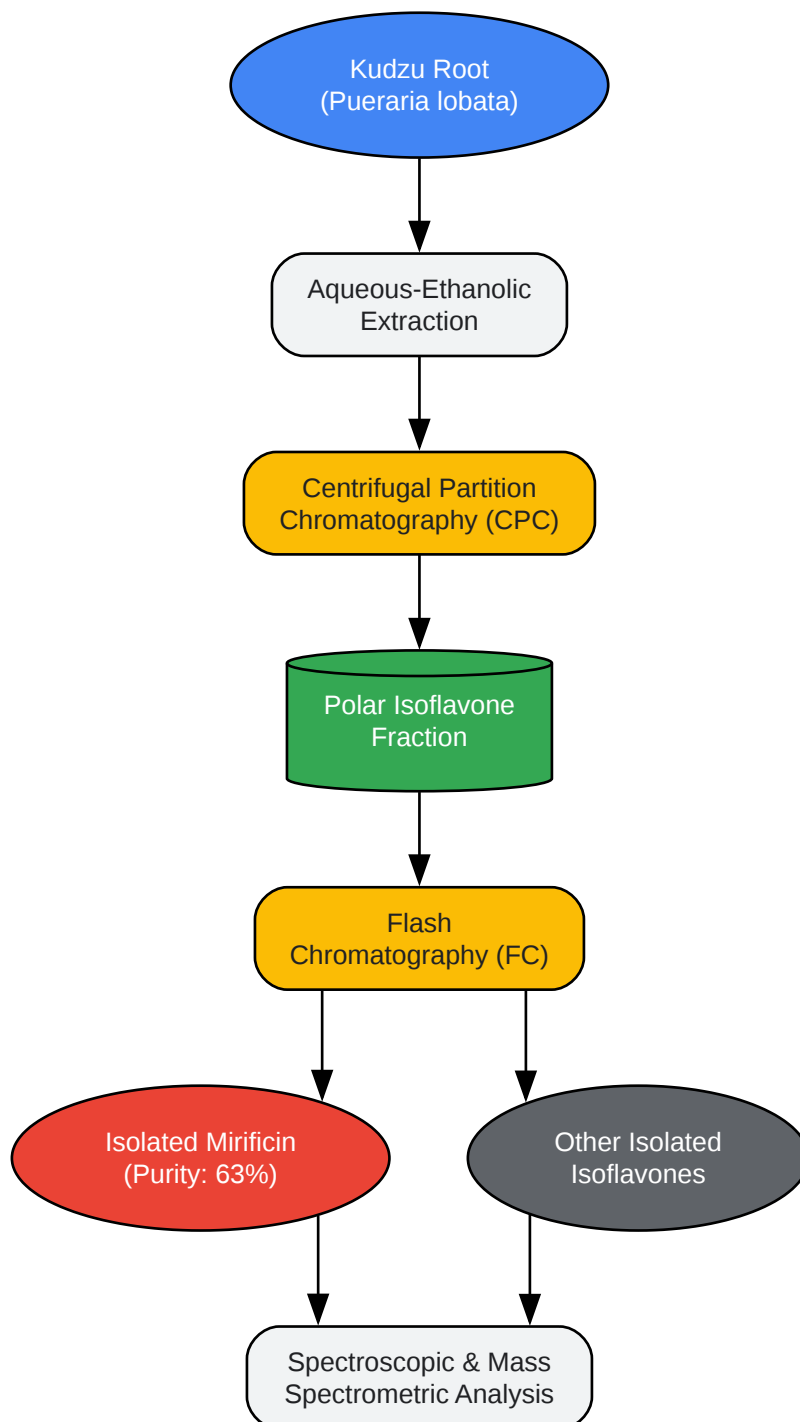 Kudzu Root
(Pueraria lobata)
Aqueous-Ethanolic
Extraction
Centrifugal Partition
Chromatography (CPC)
Polar Isoflavone
Fraction
Flash
Chromatography (FC)
Isolated Mirificin
(Purity: 63%)
Other Isolated
Isoflavones
Spectroscopic & Mass
Spectrometric Analysis